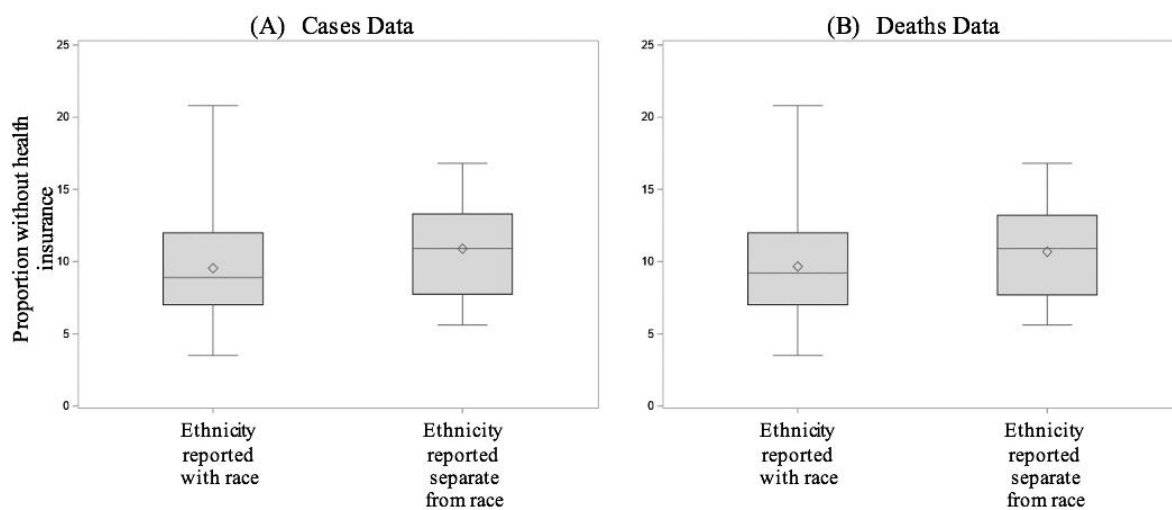 (A) Cases Data
(B) Deaths Data
Proportion without health
insurance
25
20
15
10
5
0
Ethnicity
reported
with race
Ethnicity
reported
separate
from race
25
20
15
10
5
0
Ethnicity
reported
with race
Ethnicity
reported
separate
from race